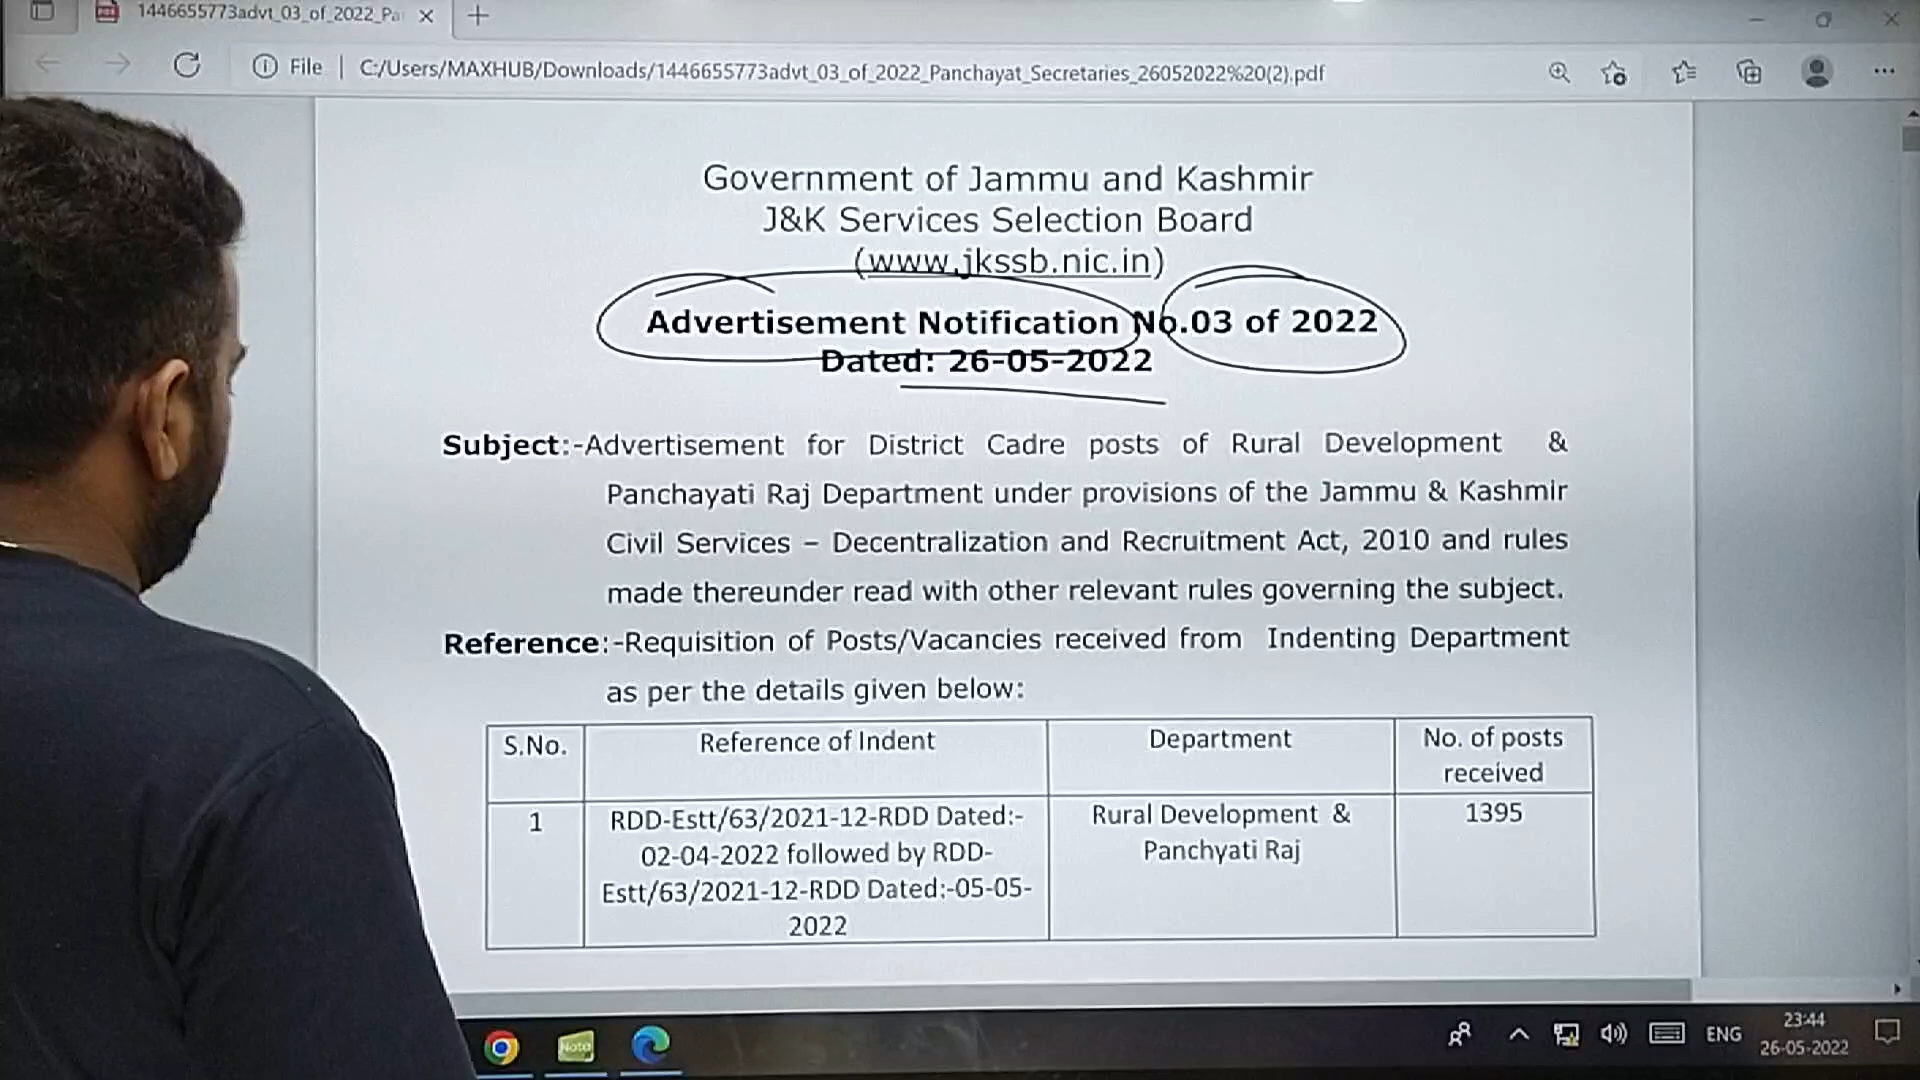 1446655773advt_03_of_2022_Pa
File | C:/Users/MAXHUB/Downloads/1446655773advt_03_of_2022_Panchayat_Secretaries_26052022%20(2).pdf
Government of Jammu and Kashmir
J&K Services Selection Board
(www.jkssb.nic.in)
Advertisement Notification No.03 of 2022
Dated: 26-05-2022
Subject:-Advertisement for District Cadre posts of Rural Development &
Panchayati Raj Department under provisions of the Jammu & Kashmir
Civil Services – Decentralization and Recruitment Act, 2010 and rules
made thereunder read with other relevant rules governing the subject.
Reference:-Requisition of Posts/Vacancies received from Indenting Department
as per the details given below:
S.No. Reference of Indent Department No. of posts
received
1 RDD-Estt/63/2021-12-RDD Dated:- Rural Development & 1395
02-04-2022 followed by RDD- Panchyati Raj
Estt/63/2021-12-RDD Dated:-05-05-
2022
Note
ENG
23:44
26-05-2022